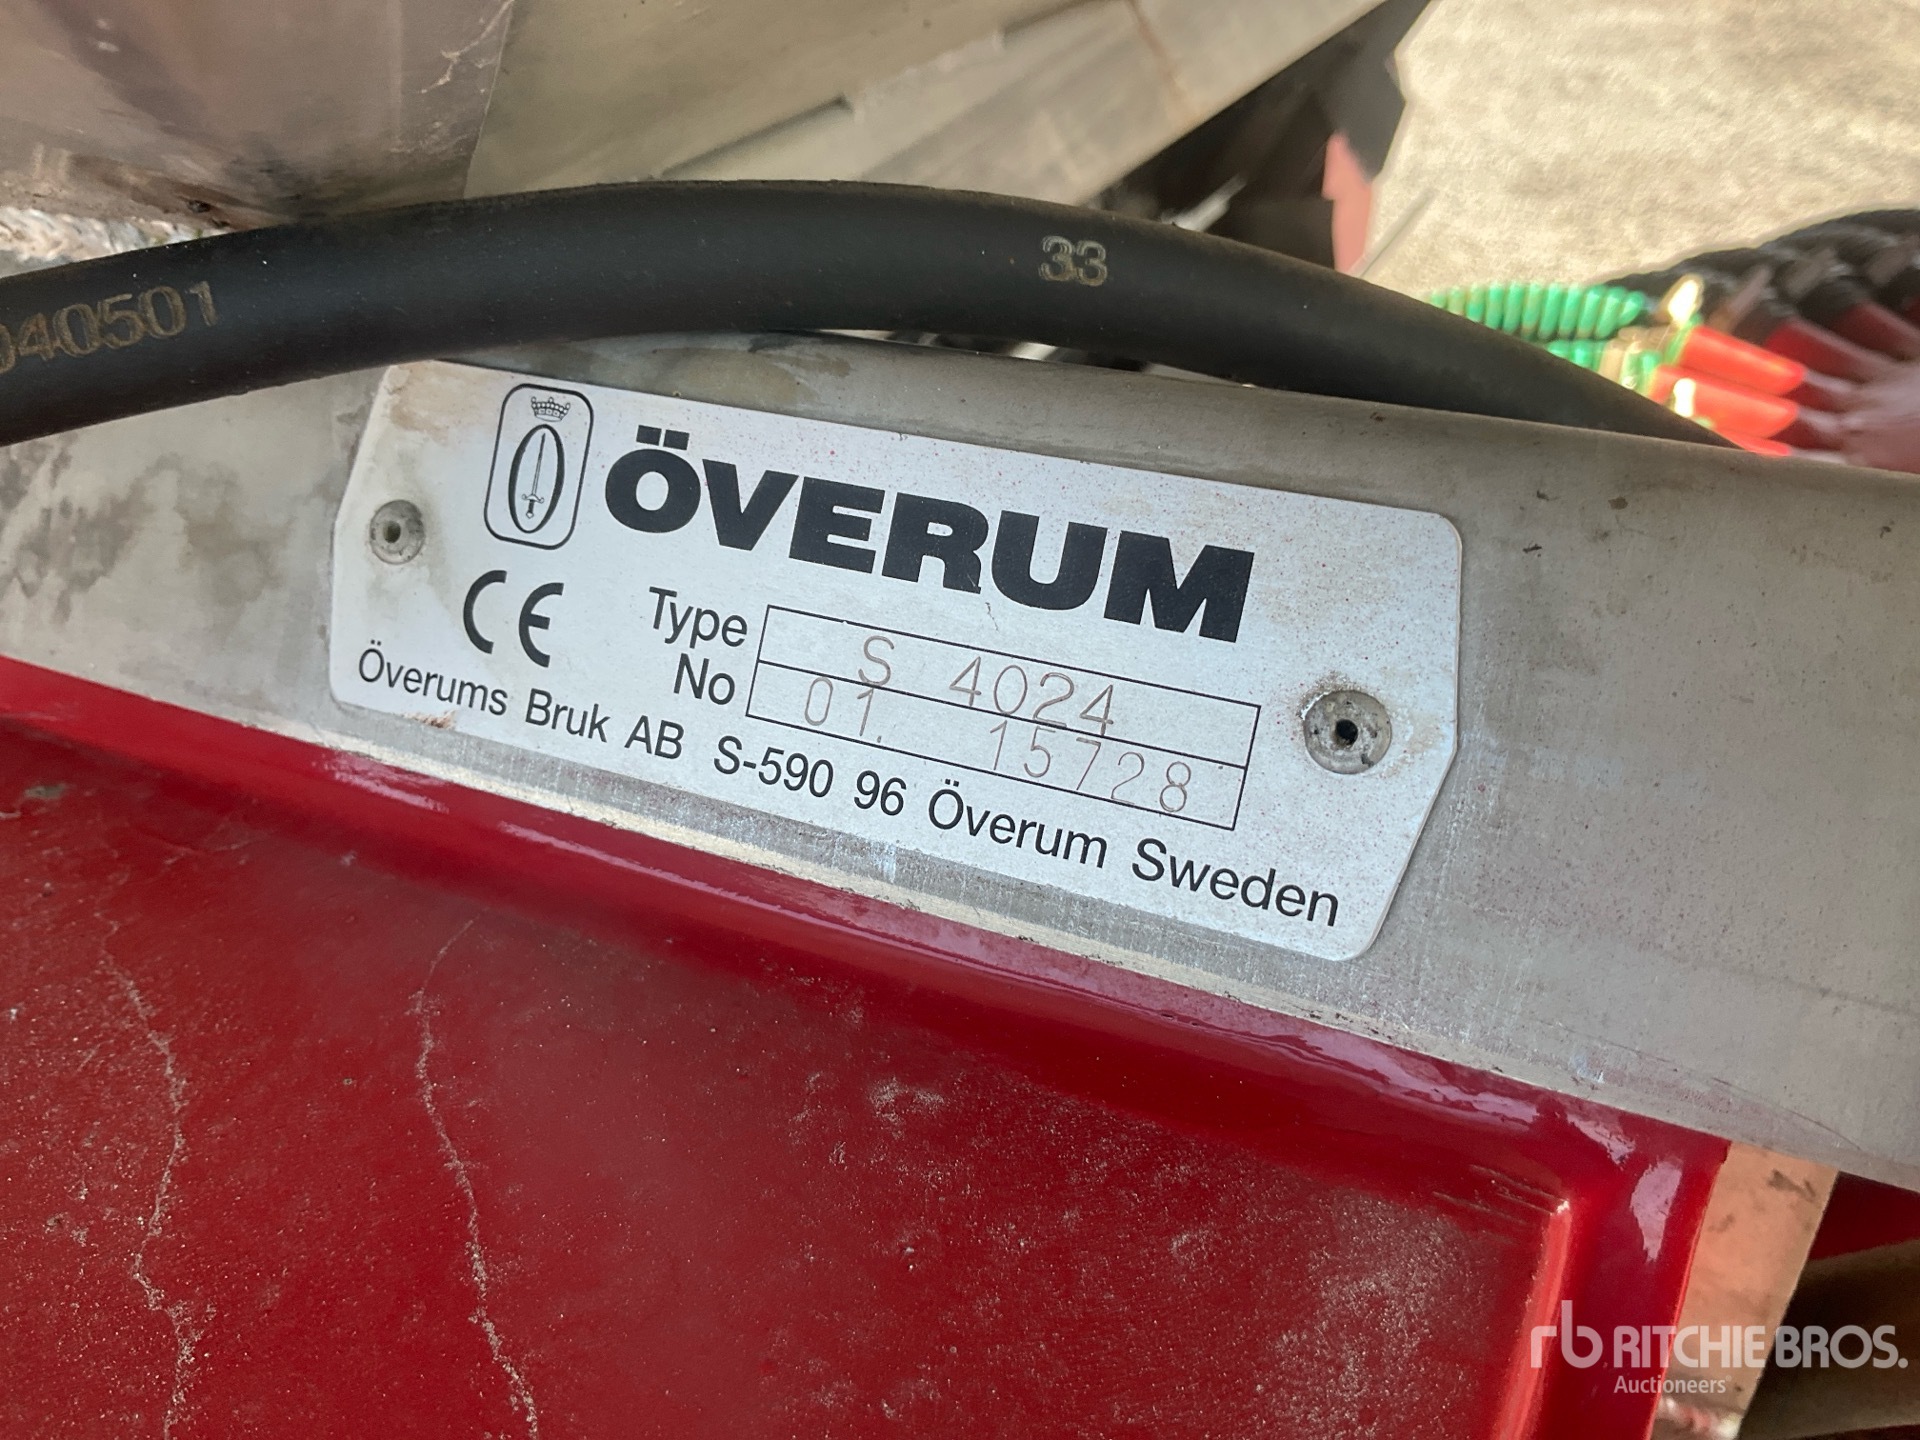 040501
33
ÖVERUM
CE
Type S 4024
No 01. 15728
Överums Bruk AB S-590 96 Överum Sweden
rb RITCHIE BROS.
Auctioneers